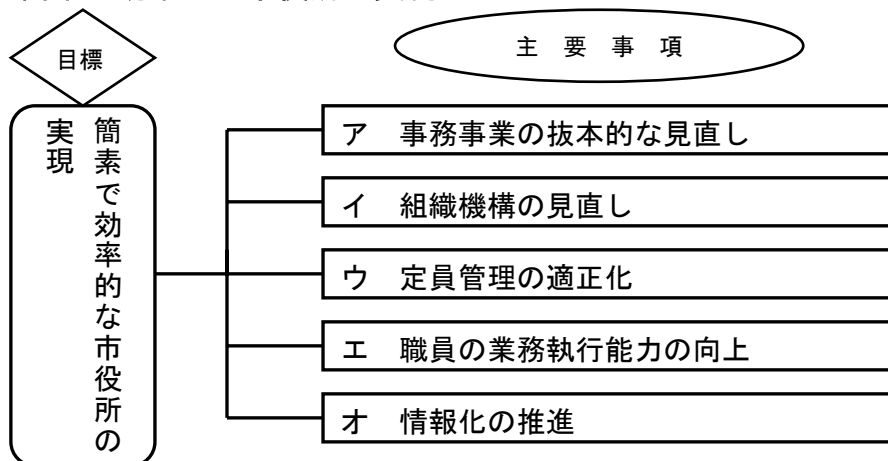 目標
主 要 事 項
簡素で効率的な市役所の
実現
ア 事務事業の抜本的な見直し
イ 組織機構の見直し
ウ 定員管理の適正化
エ 職員の業務執行能力の向上
オ 情報化の推進